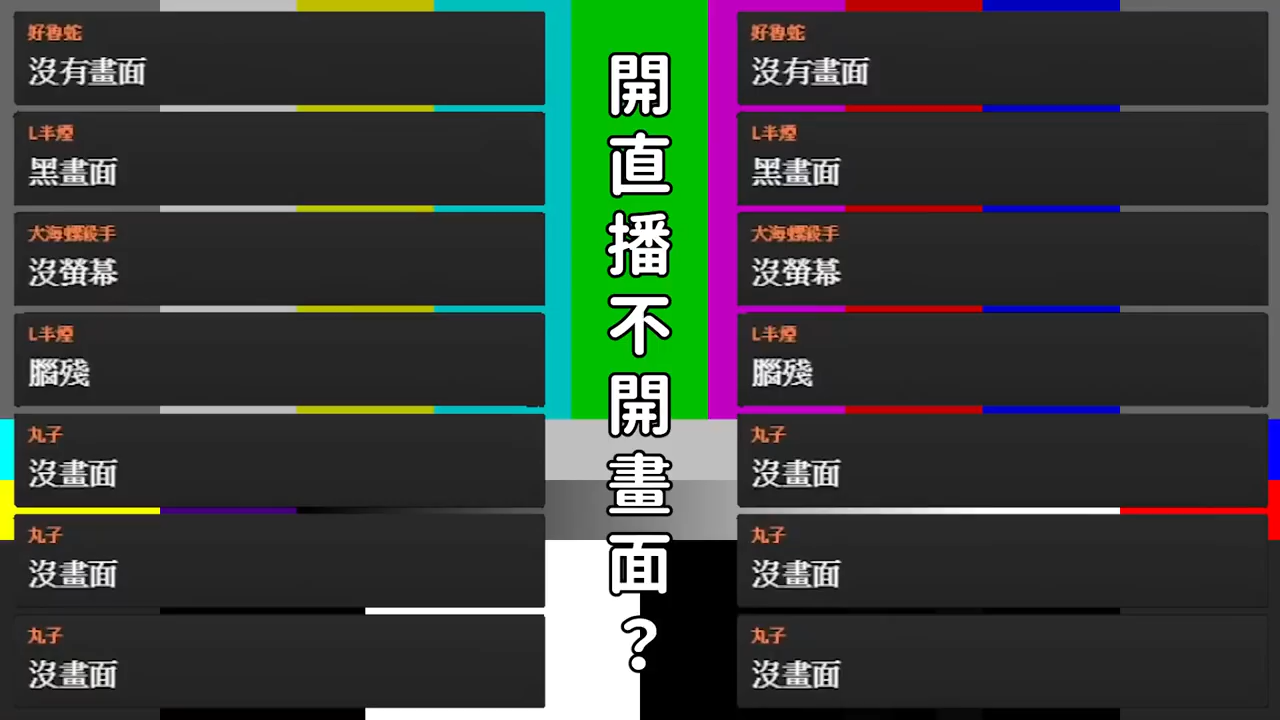 好魯蛇
沒有畫面
L半煙
黑畫面
大海螺殺手
沒螢幕
L半煙
腦殘
丸子
沒畫面
丸子
沒畫面
丸子
沒畫面
開直播不開畫面？
好魯蛇
沒有畫面
L半煙
黑畫面
大海螺殺手
沒螢幕
L半煙
腦殘
丸子
沒畫面
丸子
沒畫面
丸子
沒畫面